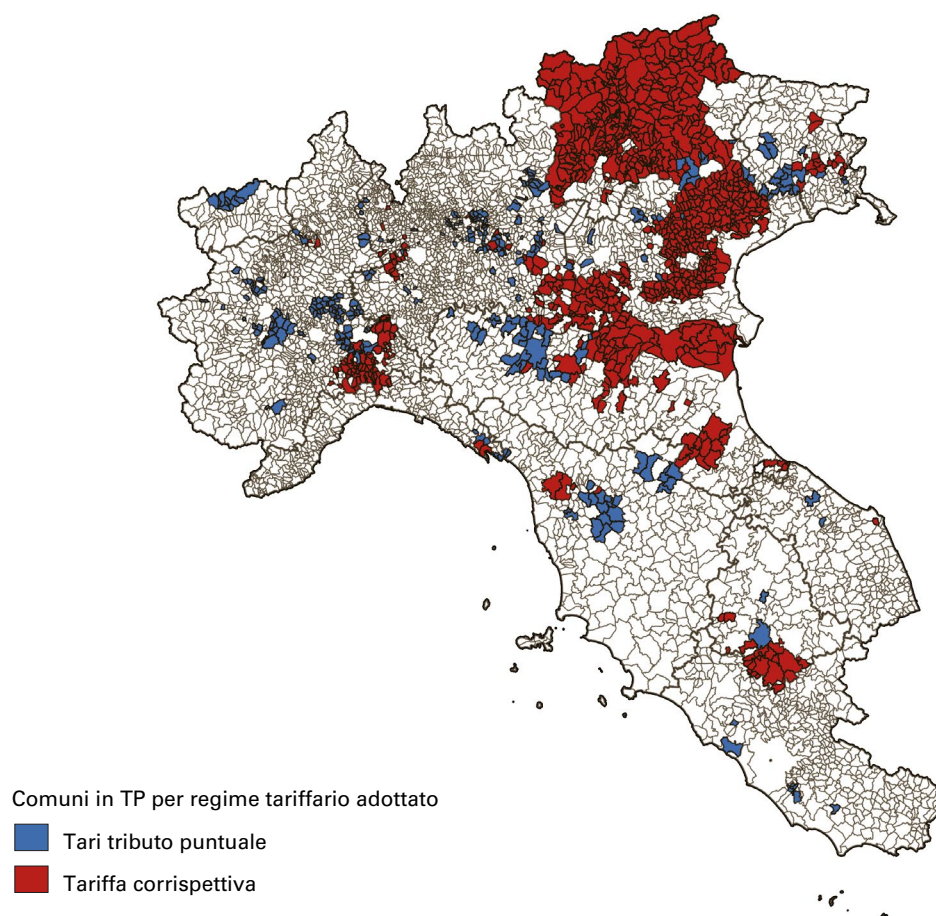 Comuni in TP per regime tariffario adottato
Tari tributo puntuale
Tariffa corrispettiva